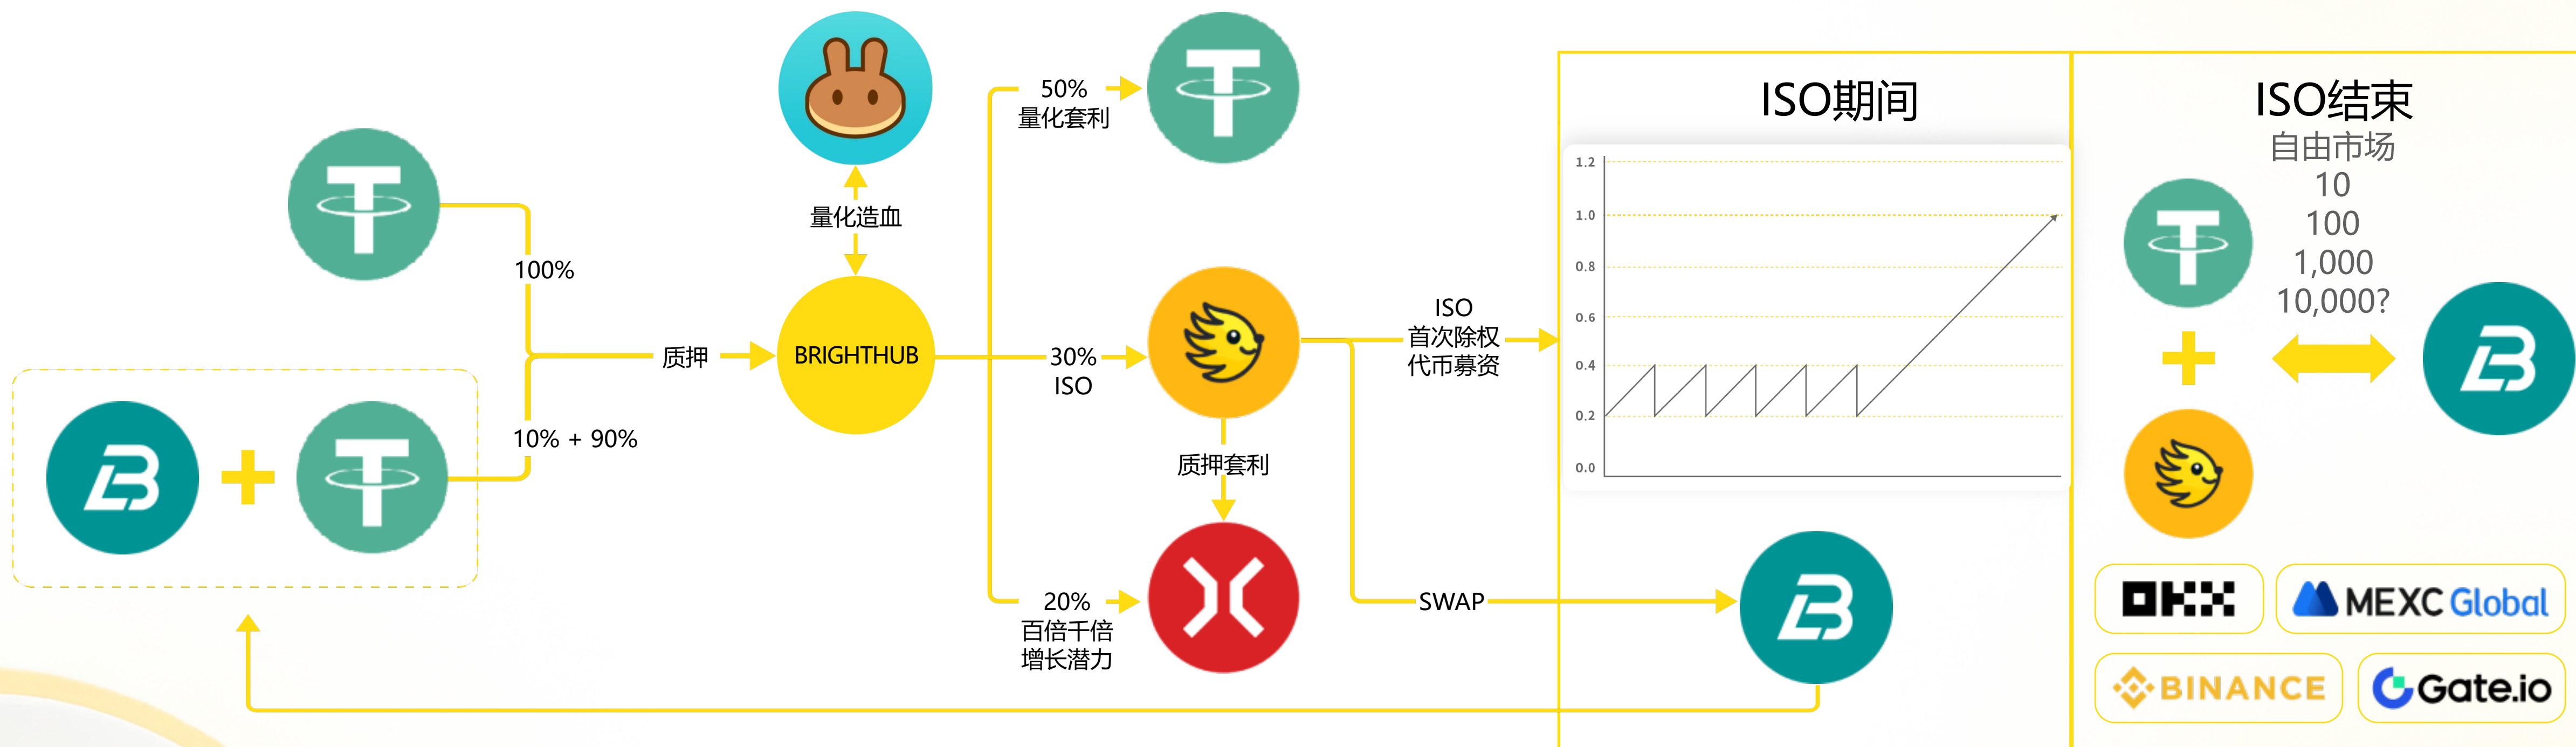 100%
10% + 90%
质押
量化造血
BRIGHTHUB
50%
量化套利
30%
ISO
质押套利
20%
百倍千倍
增长潜力
ISO
首次除权
代币募资
SWAP
ISO期间
1.2
1.0
0.8
0.6
0.4
0.2
0.0
ISO结束
自由市场
10
100
1,000
10,000?
OKX
MEXC Global
BINANCE
Gate.io